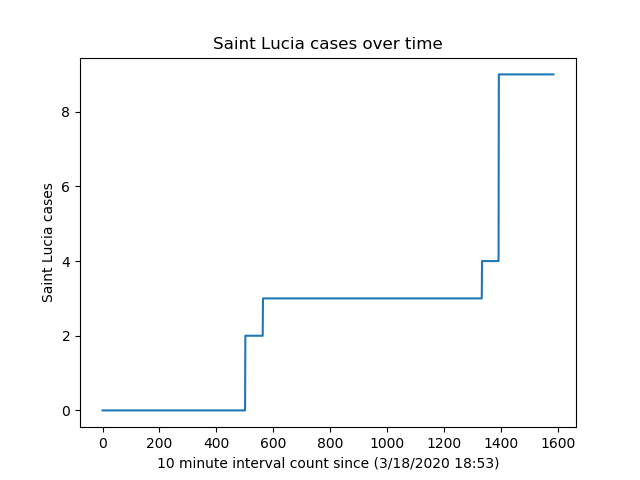 Saint Lucia cases over time
Saint Lucia cases
8
6
4
2
0
0 200 400 600 800 1000 1200 1400 1600
10 minute interval count since (3/18/2020 18:53)